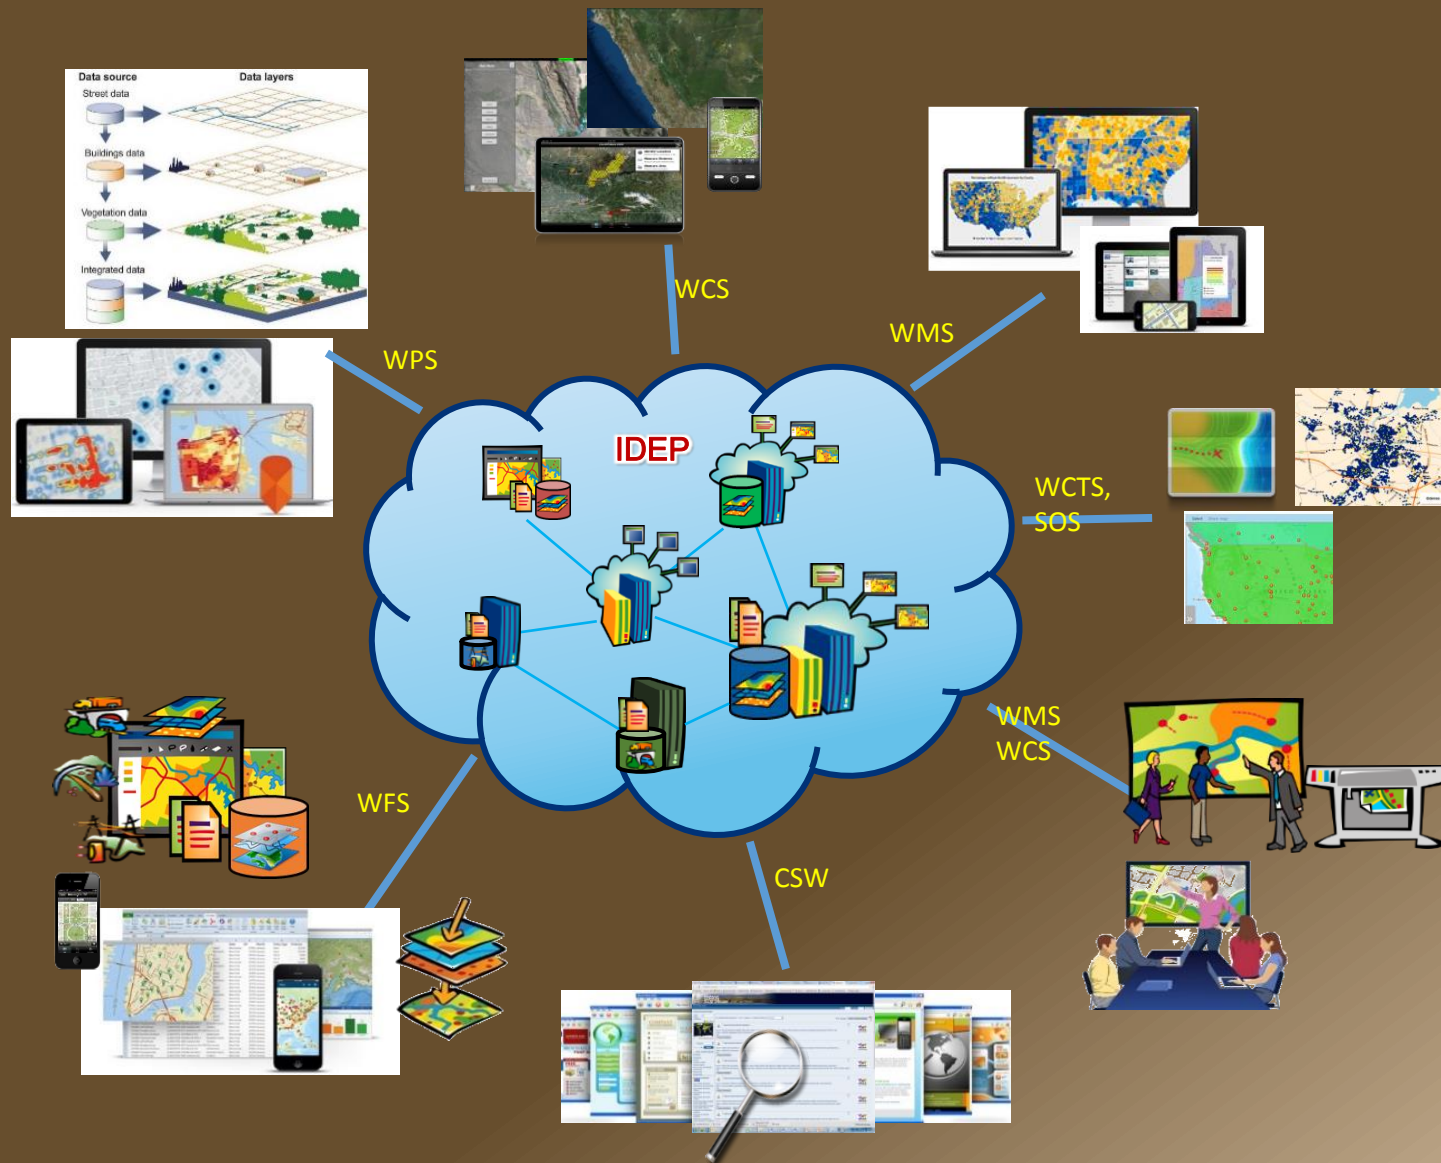 Data source
Data layers
Street data
Buildings data
Vegetation data
Integrated data
WCS
WMS
WPS
IDEP
WCTS,
SOS
WMS
WCS
WFS
CSW